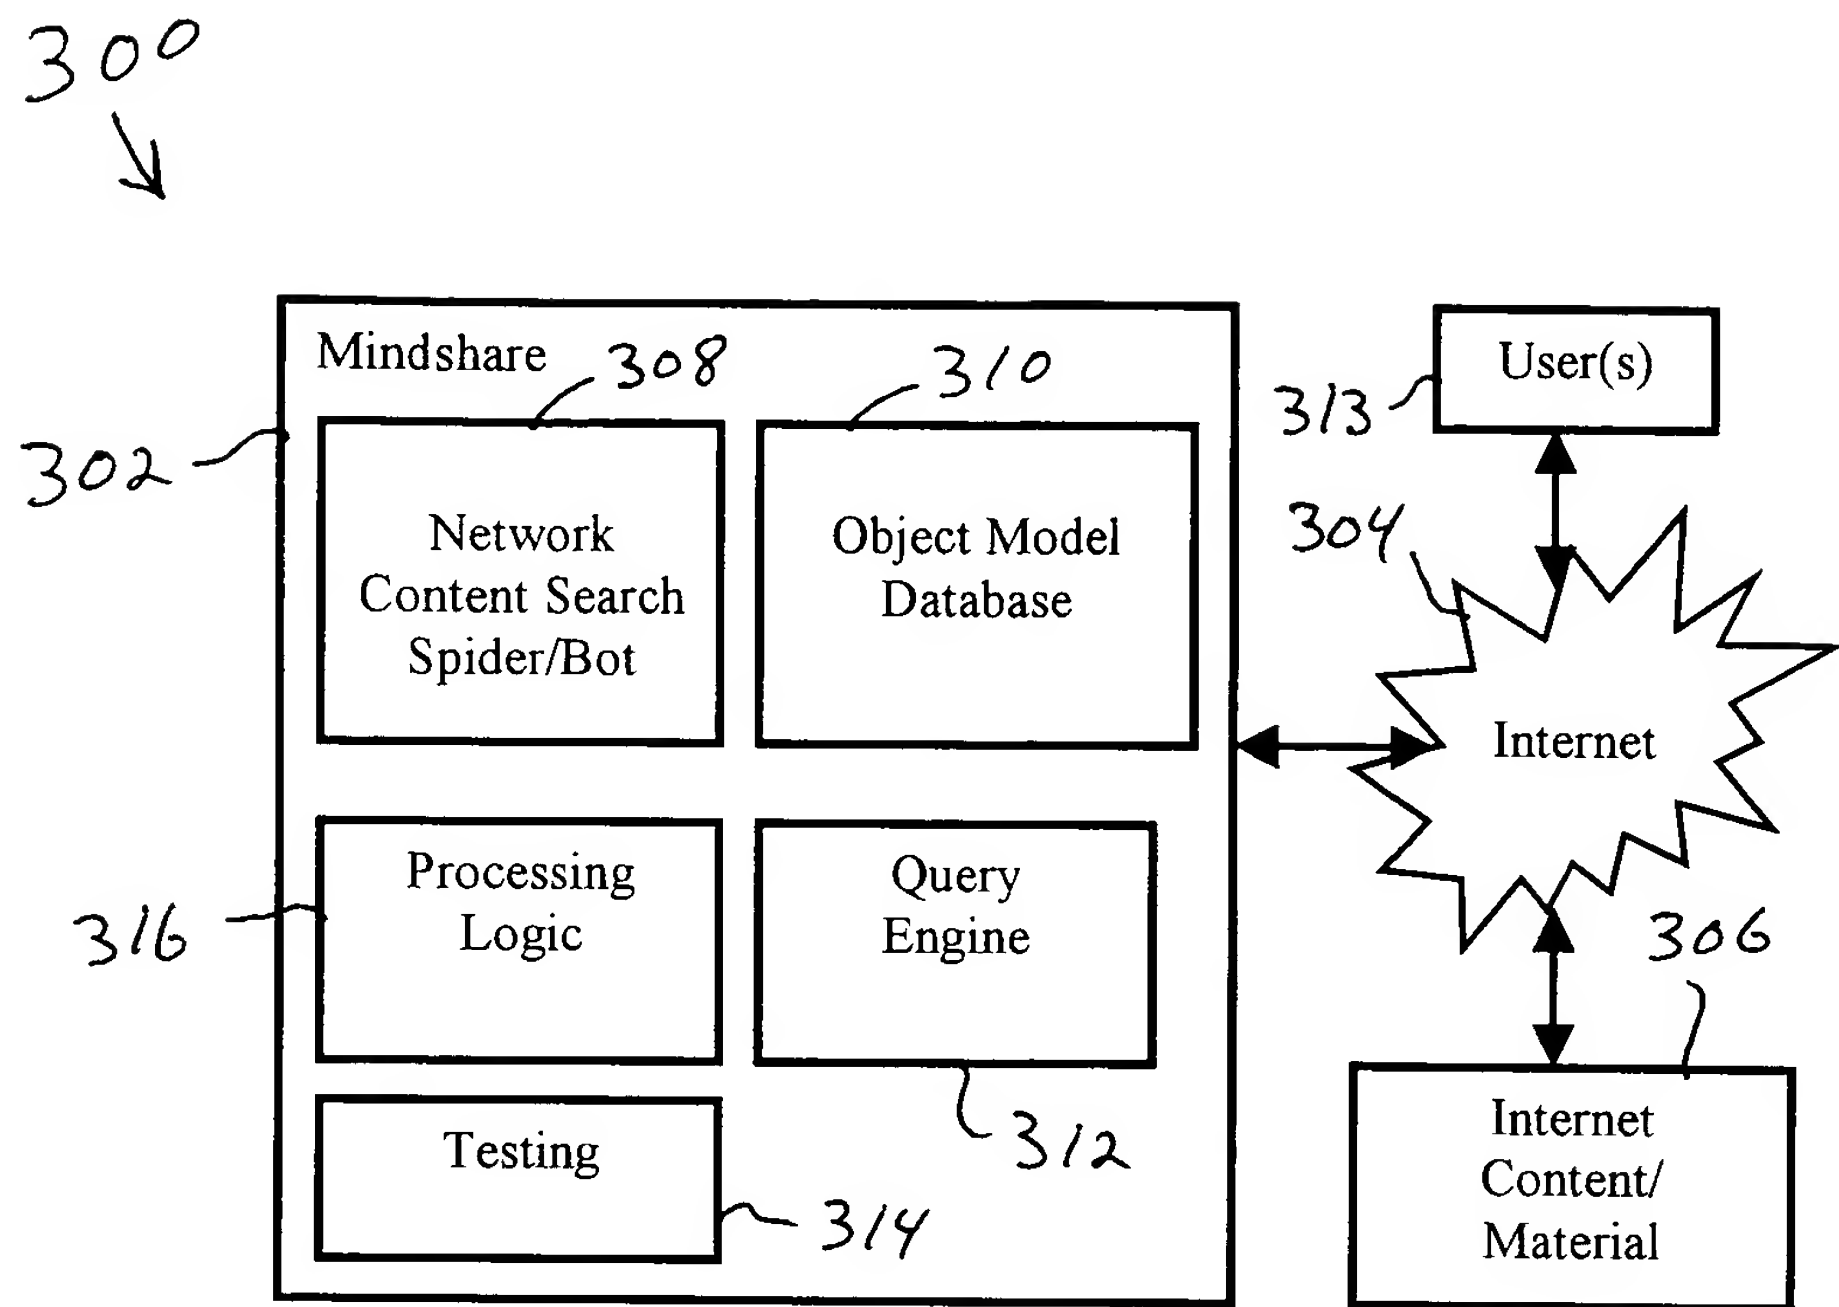 300
Mindshare
308
310
302
Network
Content Search
Spider/Bot
Object Model
Database
User(s)
313
304
Internet
Processing
Logic
316
Query
Engine
312
Testing
314
306
Internet
Content/
Material